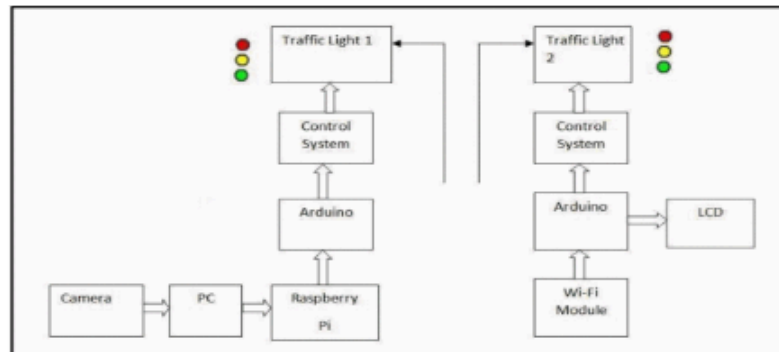 Traffic Light 1
Traffic Light
2
Control
System
Control
System
Arduino
Arduino
LCD
Camera
PC
Raspberry
Pi
Wi-Fi
Module